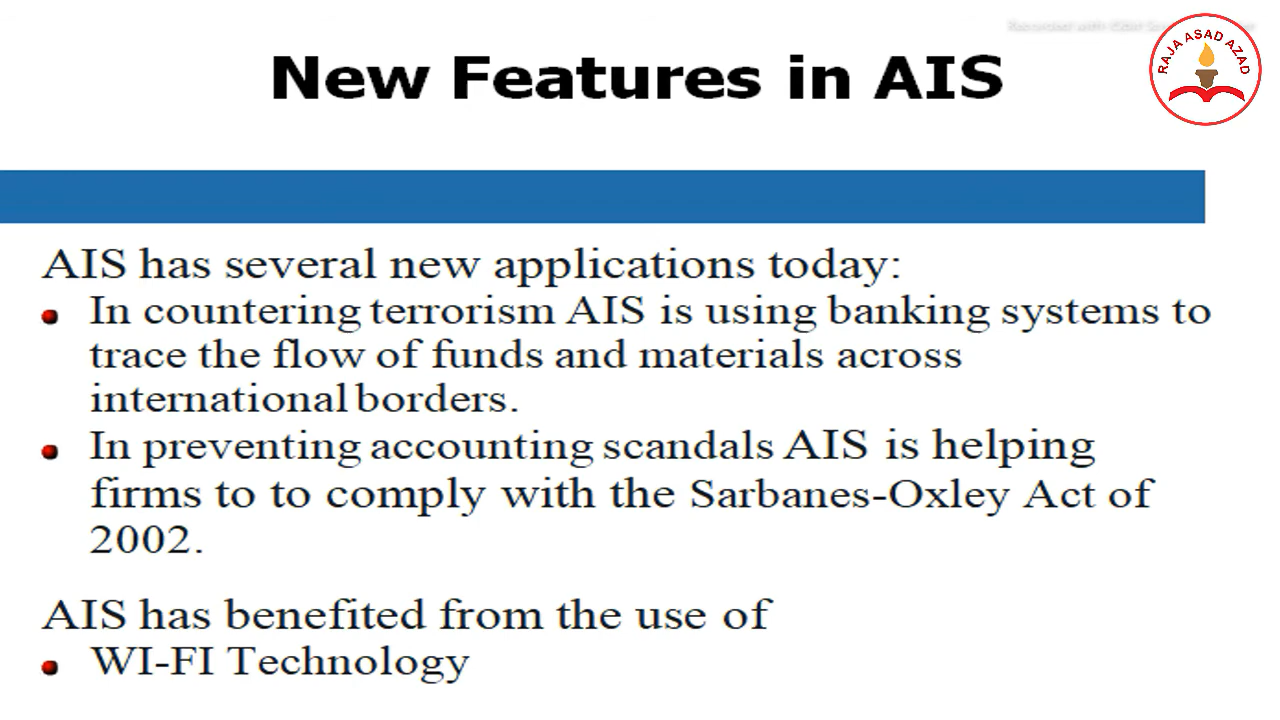 Recorded with
RAJA ASAD AZAD
New Features in AIS
AIS has several new applications today:
In countering terrorism AIS is using banking systems to
trace the flow of funds and materials across
international borders.
In preventing accounting scandals AIS is helping
firms to to comply with the Sarbanes-Oxley Act of
2002.
AIS has benefited from the use of
WI-FI Technology